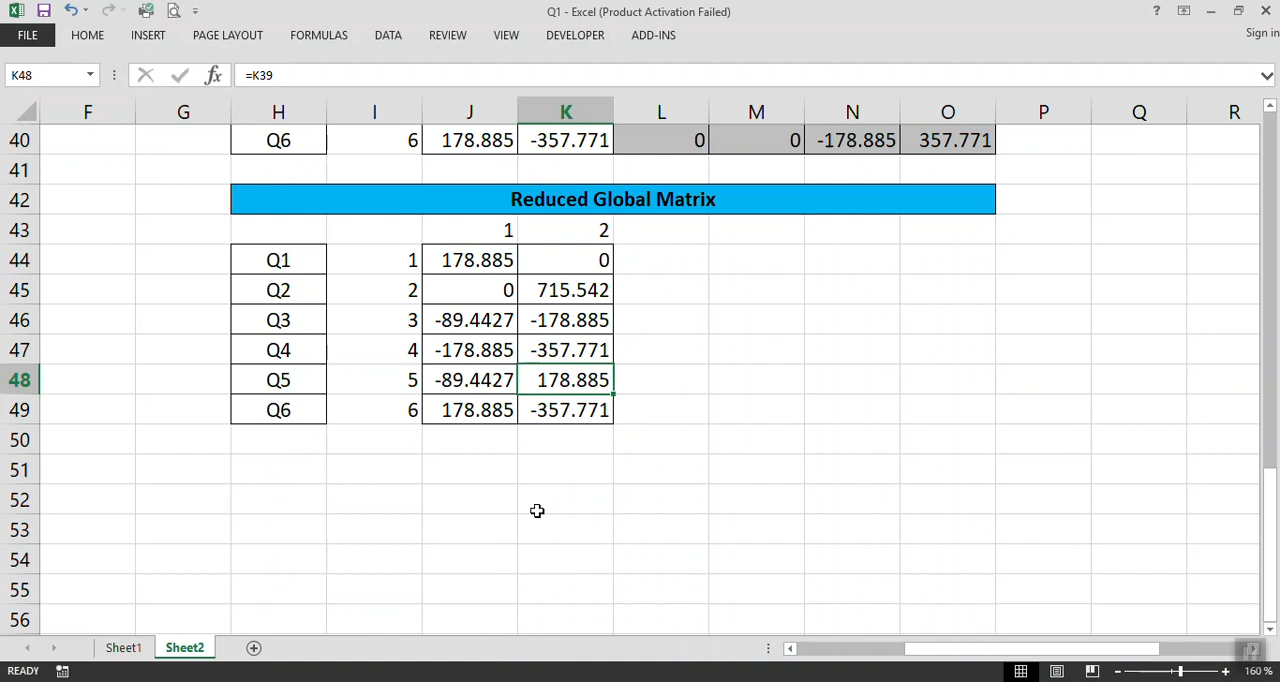 Q1 - Excel (Product Activation Failed)
?
FILE HOME INSERT PAGE LAYOUT FORMULAS DATA REVIEW VIEW DEVELOPER ADD-INS Sign in
K48 fx =K39
F G H I J K L M N O P Q R
40 Q6 6 178.885 -357.771 0 0 -178.885 357.771
41
42 Reduced Global Matrix
43 1 2
44 Q1 1 178.885 0
45 Q2 2 0 715.542
46 Q3 3 -89.4427 -178.885
47 Q4 4 -178.885 -357.771
48 Q5 5 -89.4427 178.885
49 Q6 6 178.885 -357.771
50
51
52
53
54
55
56
Sheet1 Sheet2
READY 160 %